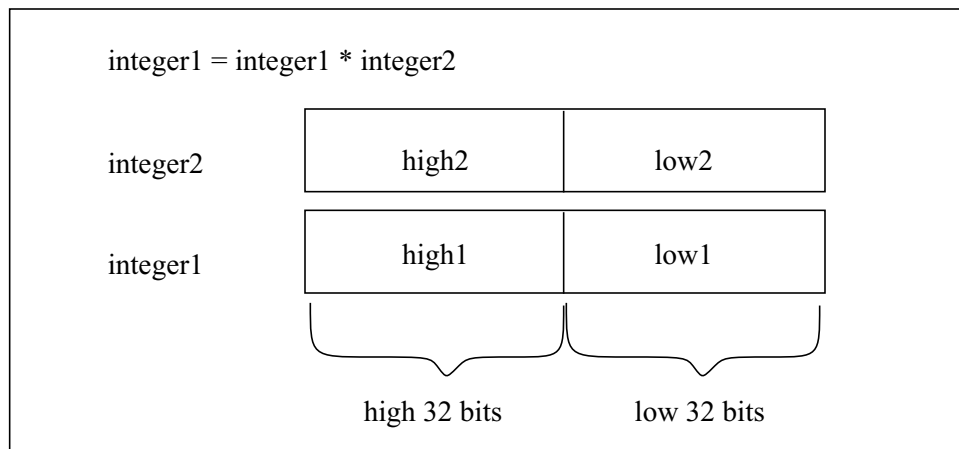 integer1 = integer1 * integer2
integer2 high2 low2
integer1 high1 low1
high 32 bits low 32 bits